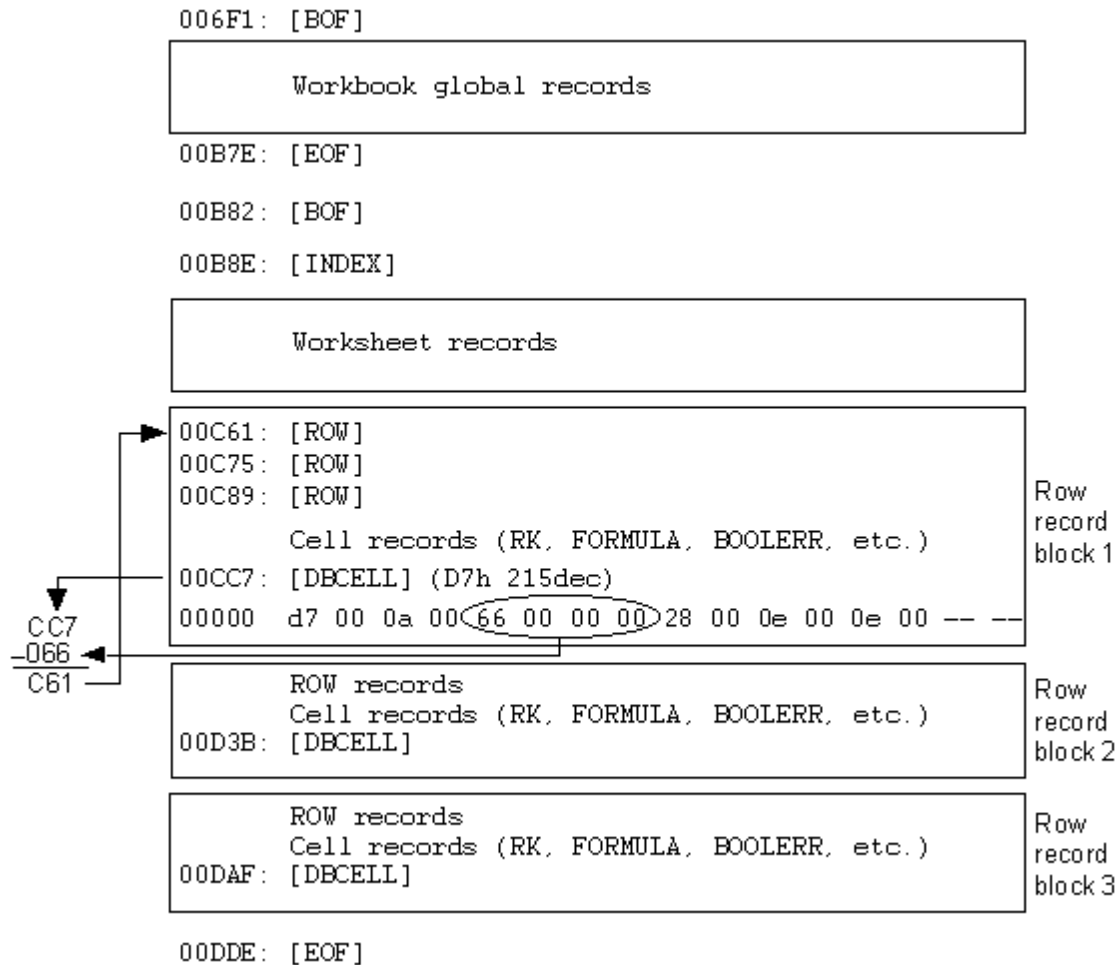 006F1: [BOF]
Workbook global records
00B7E: [EOF]
00B82: [BOF]
00B8E: [INDEX]
Worksheet records
00C61: [ROW]
00C75: [ROW]
00C89: [ROW]
Cell records (RK, FORMULA, BOOLERR, etc.)
00CC7: [DBCELL] (D7h 215dec)
00000 d7 00 0a 00 66 00 00 00 28 00 0e 00 0e 00 -- --
Row
record
block 1
CC7
-066
C61
ROW records
Cell records (RK, FORMULA, BOOLERR, etc.)
00D3B: [DBCELL]
Row
record
block 2
ROW records
Cell records (RK, FORMULA, BOOLERR, etc.)
00DAF: [DBCELL]
Row
record
block 3
00DDE: [EOF]